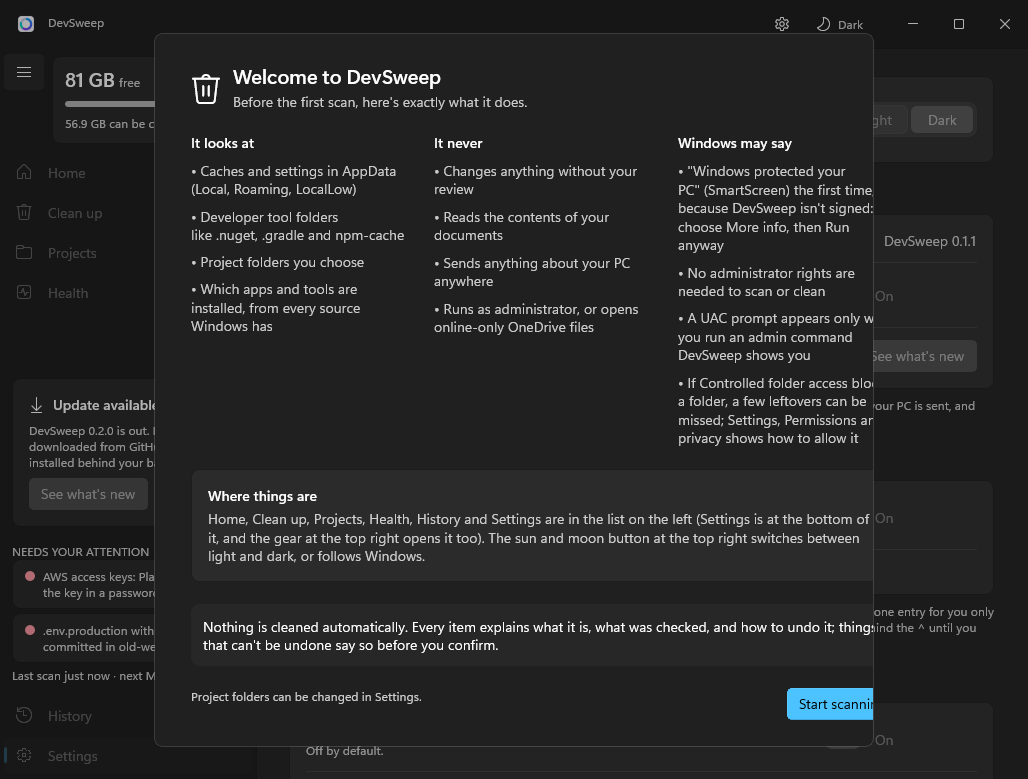 DevSweep
Dark
81 GB free
56.9 GB can be c
Home
Clean up
Projects
Health
Update available
DevSweep 0.2.0 is out.
downloaded from GitHu
installed behind your ba
See what's new
NEEDS YOUR ATTENTION
AWS access keys: Pla
the key in a password
.env.production with
committed in old-we
Last scan just now · next M
History
Settings
Welcome to DevSweep
Before the first scan, here's exactly what it does.
It looks at
• Caches and settings in AppData
(Local, Roaming, LocalLow)
• Developer tool folders
like .nuget, .gradle and npm-cache
• Project folders you choose
• Which apps and tools are
installed, from every source
Windows has
It never
• Changes anything without your
review
• Reads the contents of your
documents
• Sends anything about your PC
anywhere
• Runs as administrator, or opens
online-only OneDrive files
Windows may say
• "Windows protected your
PC" (SmartScreen) the first time,
because DevSweep isn't signed:
choose More info, then Run
anyway
• No administrator rights are
needed to scan or clean
• A UAC prompt appears only w
you run an admin command
DevSweep shows you
• If Controlled folder access bloc
a folder, a few leftovers can be
missed; Settings, Permissions an
privacy shows how to allow it
Where things are
Home, Clean up, Projects, Health, History and Settings are in the list on the left (Settings is at the bottom of
it, and the gear at the top right opens it too). The sun and moon button at the top right switches between
light and dark, or follows Windows.
Nothing is cleaned automatically. Every item explains what it is, what was checked, and how to undo it; things
that can't be undone say so before you confirm.
Project folders can be changed in Settings.
Start scannin
ght
Dark
DevSweep 0.1.1
On
See what's new
your PC is sent, and
On
one entry for you only
ind the ^ until you
On
Off by default.